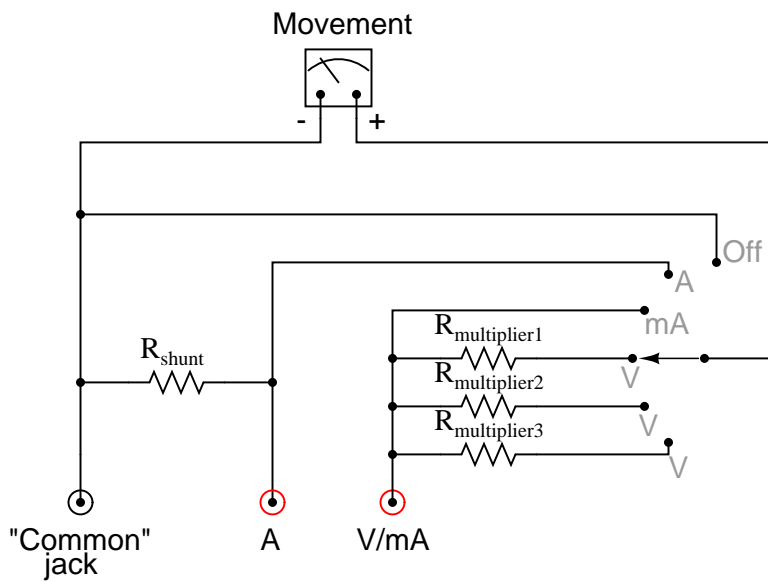 Movement
- +
Off
A
mA
Rmultiplier1
Rshunt
V
Rmultiplier2
V
Rmultiplier3
V
"Common"
jack
A
V/mA